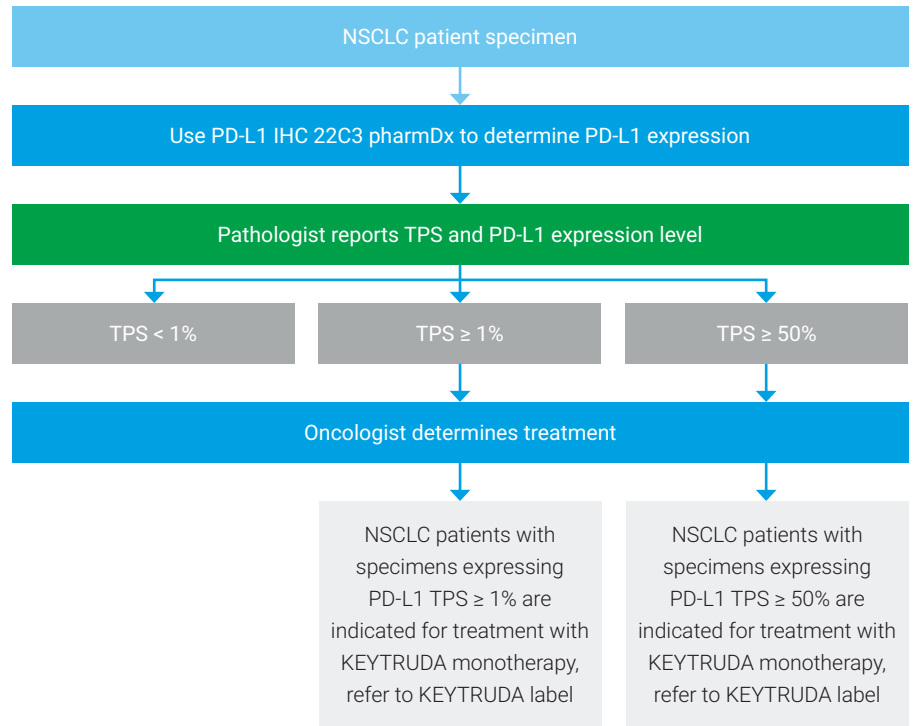 NSCLC patient specimen
Use PD-L1 IHC 22C3 pharmDx to determine PD-L1 expression
Pathologist reports TPS and PD-L1 expression level
TPS < 1%
TPS ≥ 1%
TPS ≥ 50%
Oncologist determines treatment
NSCLC patients with
specimens expressing
PD-L1 TPS ≥ 1% are
indicated for treatment with
KEYTRUDA monotherapy,
refer to KEYTRUDA label
NSCLC patients with
specimens expressing
PD-L1 TPS ≥ 50% are
indicated for treatment with
KEYTRUDA monotherapy,
refer to KEYTRUDA label